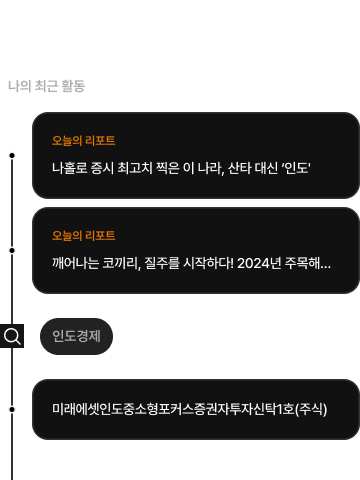 나의 최근 활동
오늘의 리포트
나홀로 증시 최고치 찍은 이 나라, 산타 대신 ‘인도'
오늘의 리포트
깨어나는 코끼리, 질주를 시작하다! 2024년 주목해...
인도경제
미래에셋인도중소형포커스증권자투자신탁1호(주식)